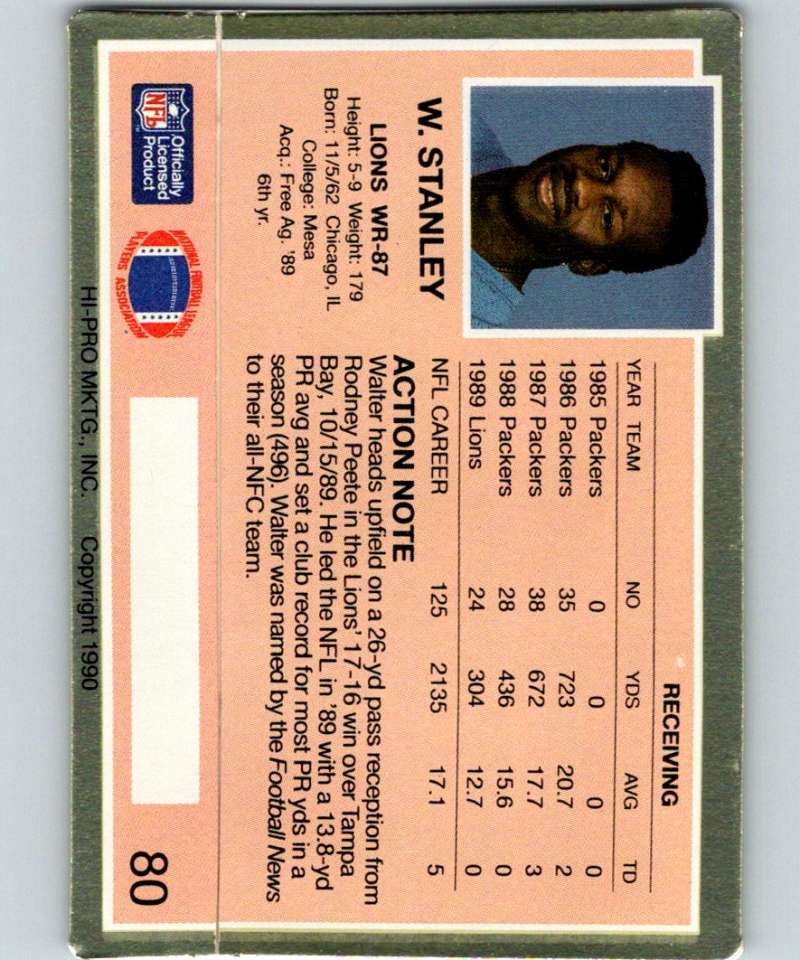 W. STANLEY
LIONS WR-87
Height: 5-9 Weight: 179
Born: 11/5/62 Chicago, IL
College: Mesa
Acq.: Free Ag. '89
6th yr.
RECEIVING
YEAR TEAM NO YDS AVG TD
1985 Packers 0 0 0 0
1986 Packers 35 723 20.7 2
1987 Packers 38 672 17.7 3
1988 Packers 28 436 15.6 0
1989 Lions 24 304 12.7 0
NFL CAREER 125 2135 17.1 5
ACTION NOTE
Walter heads upfield on a 26-yd pass reception from
Rodney Peete in the Lions' 17-16 win over Tampa
Bay, 10/15/89. He led the NFL in '89 with a 13.8-yd
PR avg and set a club record for most PR yds in a
season (496). Walter was named by the Football News
to their all-NFC team.
NFL
TM
Officially
Licensed
Product
NATIONAL FOOTBALL LEAGUE
PLAYERS ASSOCIATION
80
HI-PRO MKTG., INC. Copyright 1990